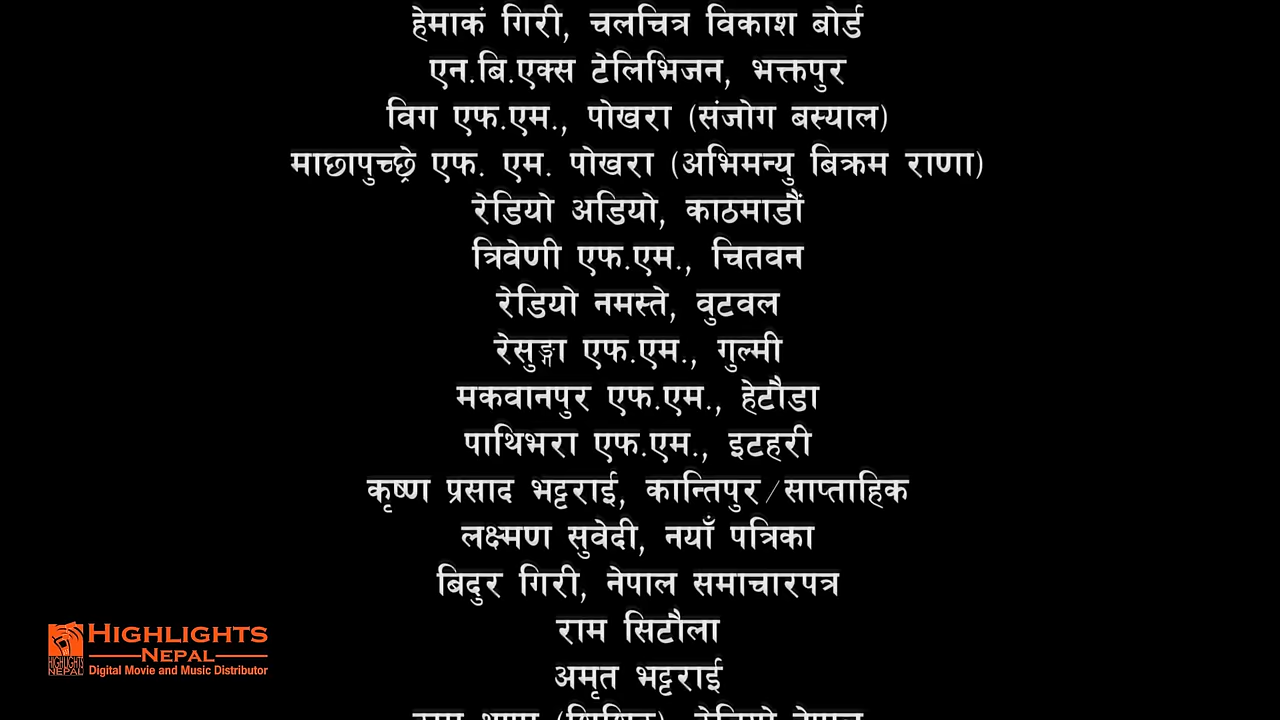 हेमाकं गिरी, चलचित्र विकाश बोर्ड
एन.बि.एक्स टेलिभिजन, भक्तपुर
विग एफ.एम., पोखरा (संजोग बस्याल)
माछापुच्छ्रे एफ. एम. पोखरा (अभिमन्यु बिक्रम राणा)
रेडियो अडियो, काठमाडौं
त्रिवेणी एफ.एम., चितवन
रेडियो नमस्ते, वुटवल
रेसुङ्गा एफ.एम., गुल्मी
मकवानपुर एफ.एम., हेटौडा
पाथिभरा एफ.एम., इटहरी
कृष्ण प्रसाद भट्टराई, कान्तिपुर/साप्ताहिक
लक्ष्मण सुवेदी, नयाँ पत्रिका
बिदुर गिरी, नेपाल समाचारपत्र
राम सिटौला
अमृत भट्टराई
HIGHLIGHTS
NEPAL
Digital Movie and Music Distributor
HIGHLIGHTS
NEPAL